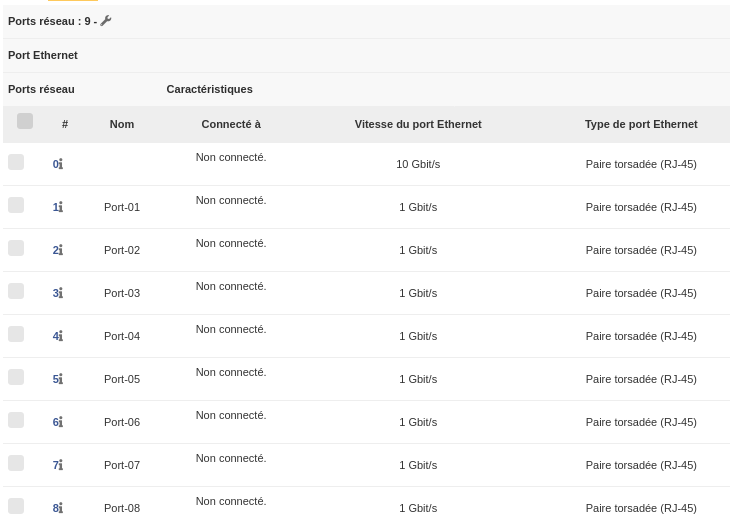 Ports réseau : 9 -
Port Ethernet
Ports réseau Caractéristiques
# Nom Connecté à Vitesse du port Ethernet Type de port Ethernet
0 Non connecté. 10 Gbit/s Paire torsadée (RJ-45)
1 Port-01 Non connecté. 1 Gbit/s Paire torsadée (RJ-45)
2 Port-02 Non connecté. 1 Gbit/s Paire torsadée (RJ-45)
3 Port-03 Non connecté. 1 Gbit/s Paire torsadée (RJ-45)
4 Port-04 Non connecté. 1 Gbit/s Paire torsadée (RJ-45)
5 Port-05 Non connecté. 1 Gbit/s Paire torsadée (RJ-45)
6 Port-06 Non connecté. 1 Gbit/s Paire torsadée (RJ-45)
7 Port-07 Non connecté. 1 Gbit/s Paire torsadée (RJ-45)
8 Port-08 Non connecté. 1 Gbit/s Paire torsadée (RJ-45)